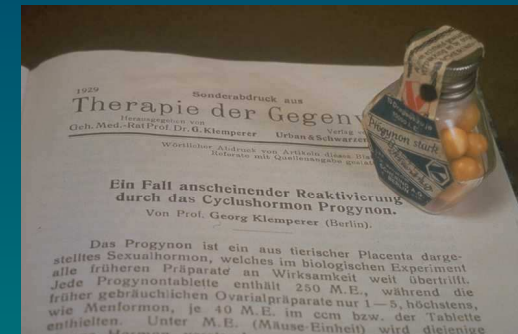 1929
Sonderabdruck aus
Therapie der Gegenw
Herausgegeben von
Geh. Med.-Rat Prof. Dr. G. Klemperer
Verlag von
Urban & Schwarzen
Wörtlicher Abdruck von Artikeln dieses
Referate mit Quellenangabe
Ein Fall anscheinender Reaktivierung
durch das Cyclushormon Progynon.
Von Prof. Georg Klemperer (Berlin).
Das Progynon ist ein aus tierischer Placenta darge-
stelltes Sexualhormon, welches im biologischen Experiment
alle früheren Präparate an Wirksamkeit weit übertrifft.
Jede Progynontablette enthält 250 M.E., während die
früher gebräuchlichen Ovarialpräparate nur 1—5, höchstens,
wie Menformon, je 40 M.E. im ccm bzw. der Tablette
enthielten. Unter M.E. (Mäuse-Einheit) wird diejenige
Progynon stark